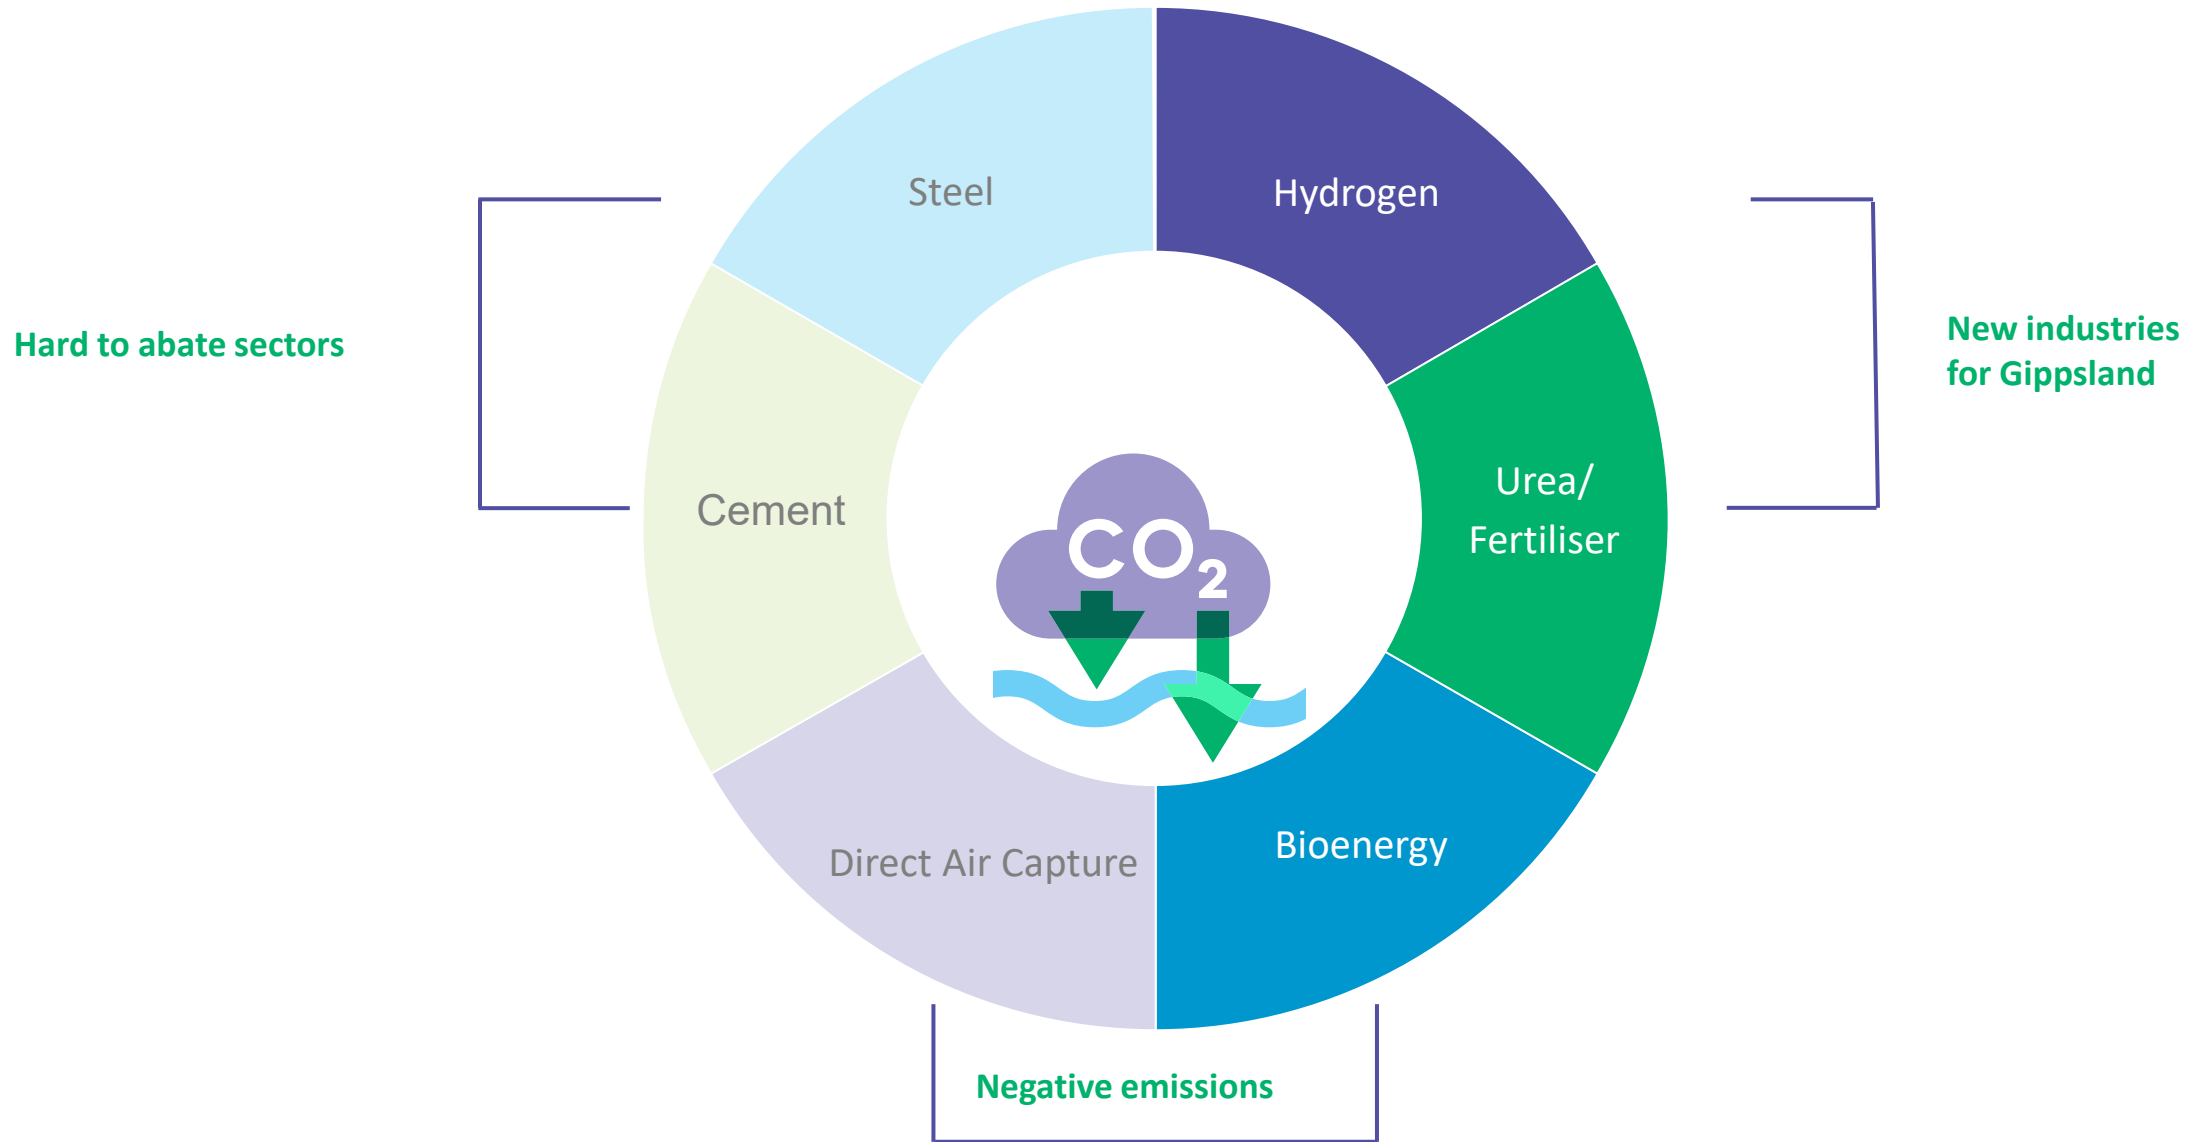 Steel
Hydrogen
Hard to abate sectors
New industries
for Gippsland
Cement
Urea/
Fertiliser
CO₂
Direct Air Capture
Bioenergy
Negative emissions